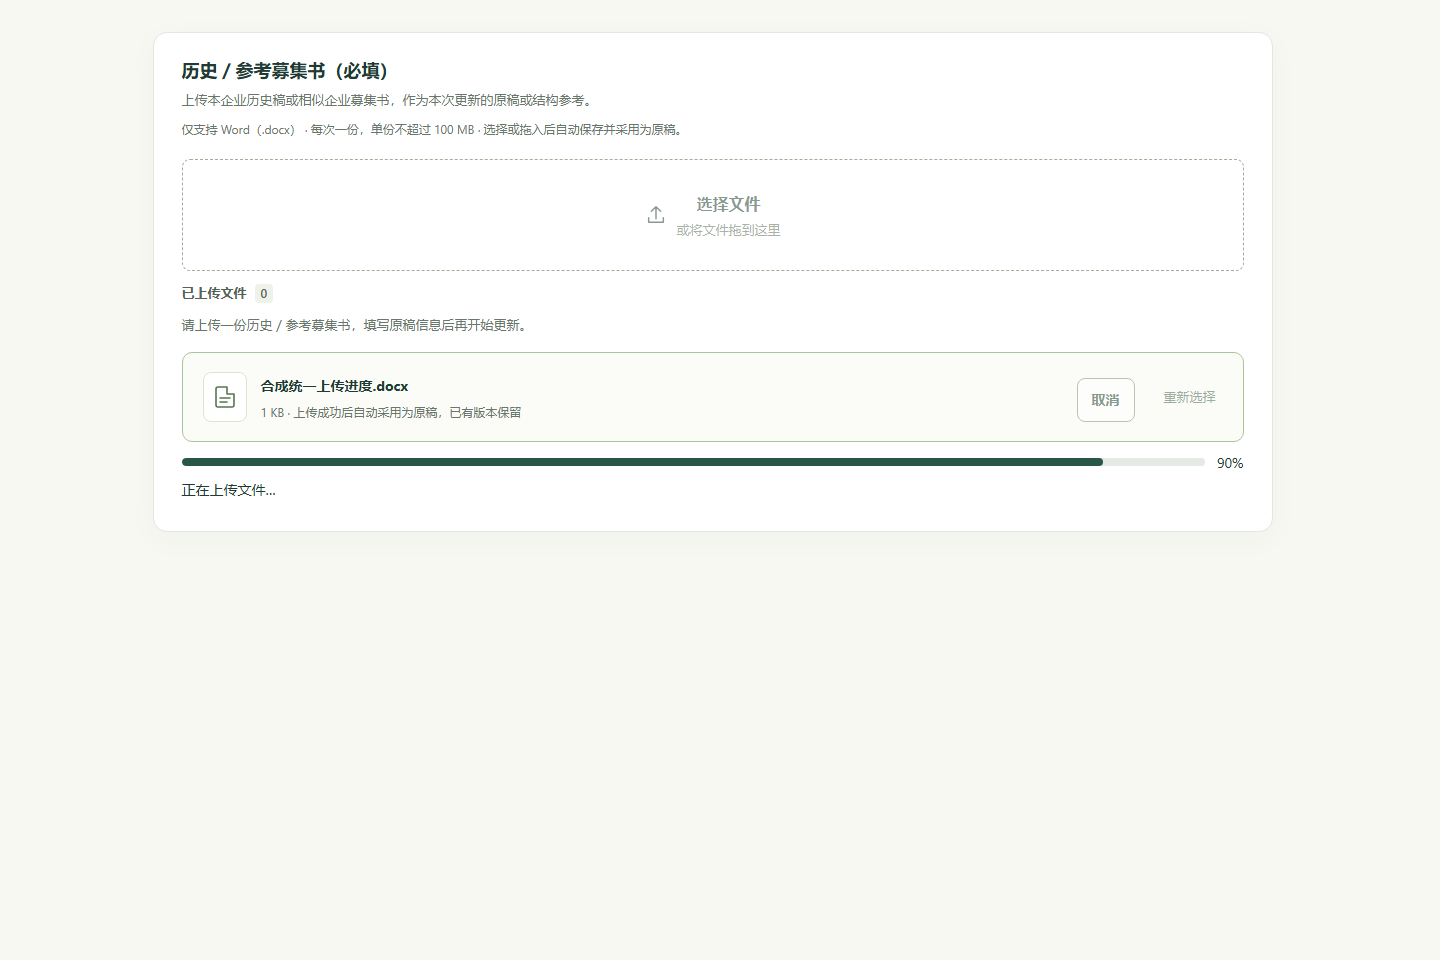 历史 / 参考募集书（必填）
上传本企业历史稿或相似企业募集书，作为本次更新的原稿或结构参考。
仅支持 Word（.docx） · 每次一份，单份不超过 100 MB · 选择或拖入后自动保存并采用为原稿。
选择文件
或将文件拖到这里
已上传文件 0
请上传一份历史 / 参考募集书，填写原稿信息后再开始更新。
合成统一上传进度.docx
1 KB · 上传成功后自动采用为原稿，已有版本保留
取消
重新选择
90%
正在上传文件...